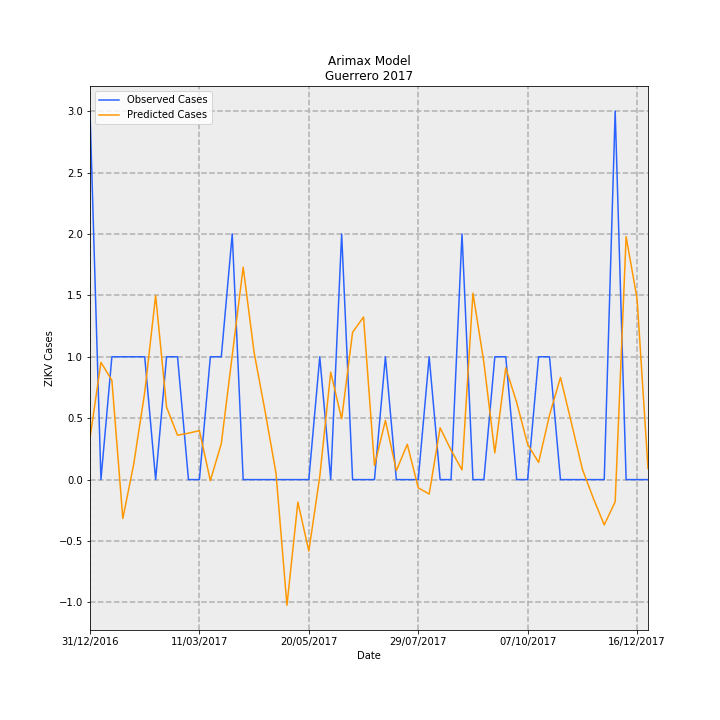 Arimax Model
Guerrero 2017
Observed Cases
Predicted Cases
3.0
2.5
2.0
1.5
1.0
0.5
0.0
−0.5
−1.0
ZIKV Cases
31/12/2016 11/03/2017 20/05/2017 29/07/2017 07/10/2017 16/12/2017
Date